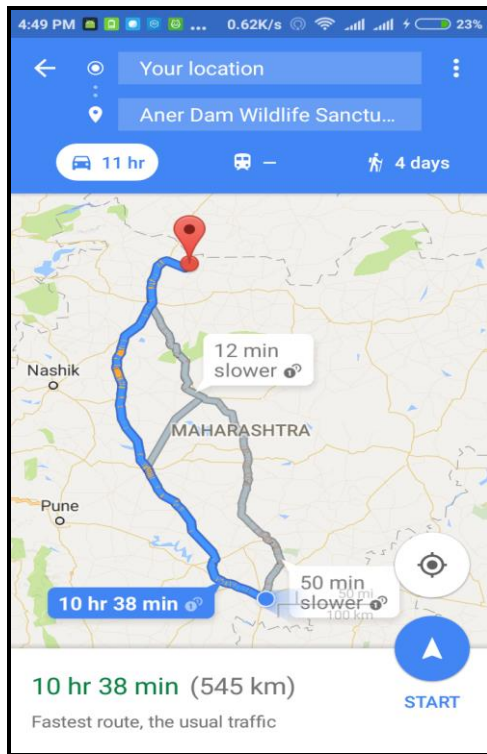 4:49 PM ... 0.62K/s 23%
Your location
Aner Dam Wildlife Sanctu...
11 hr — 4 days
12 min
slower
Nashik
MAHARASHTRA
Pune
50 min
slower
50 mi
100 km
10 hr 38 min
10 hr 38 min (545 km)
START
Fastest route, the usual traffic